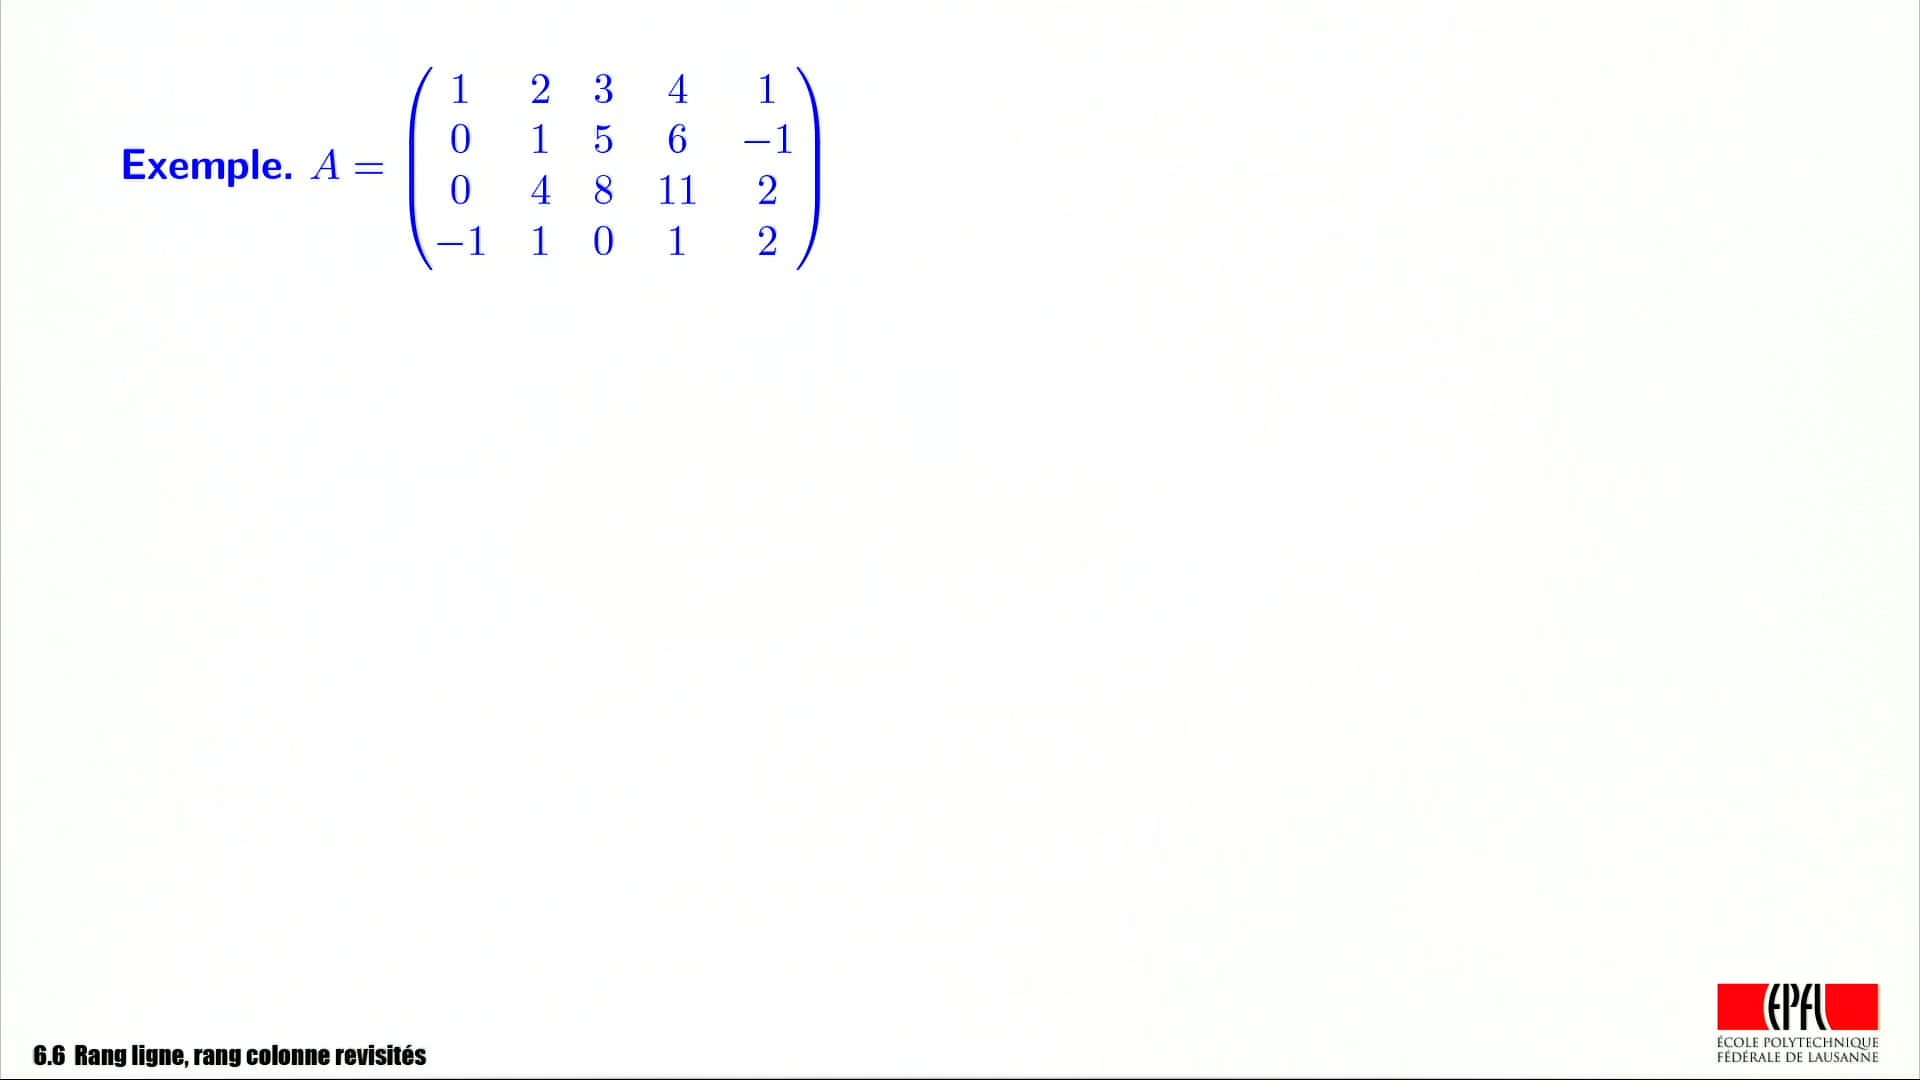 Exemple. A =
1 2 3 4 1
0 1 5 6 −1
0 4 8 11 2
−1 1 0 1 2
6.6 Rang ligne, rang colonne revisités
EPFL
ÉCOLE POLYTECHNIQUE
FÉDÉRALE DE LAUSANNE